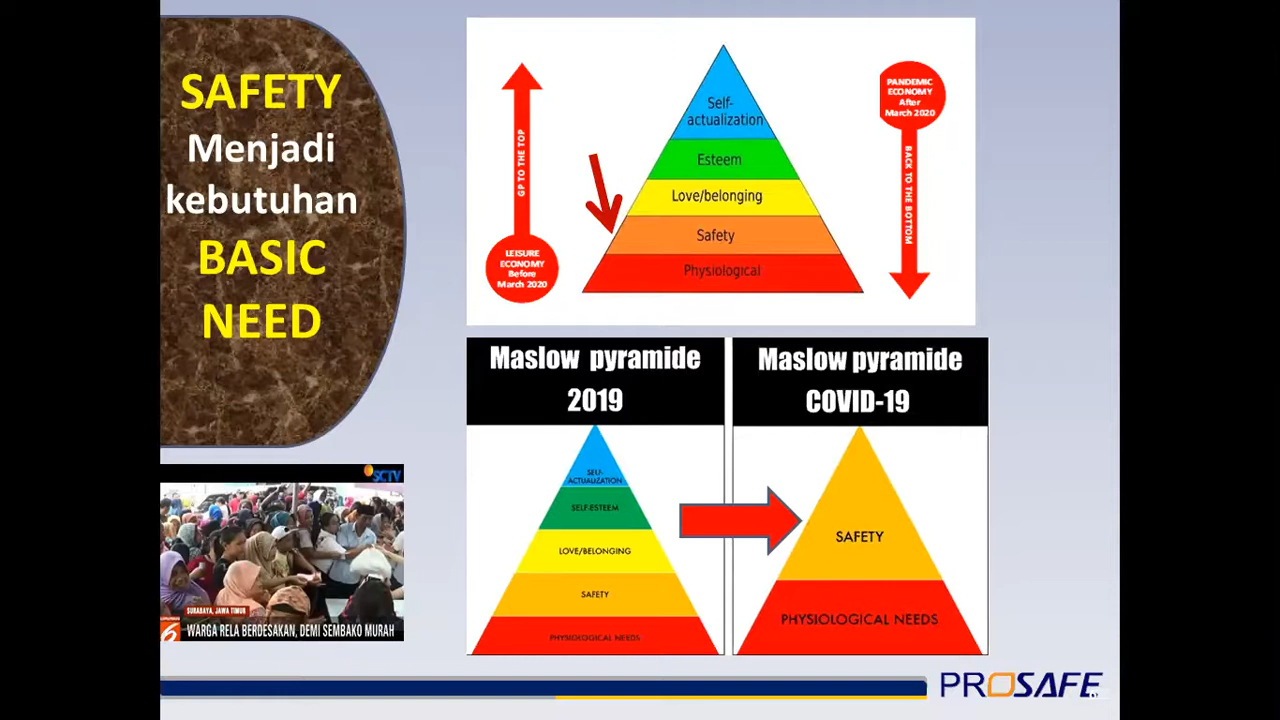 SAFETY
Menjadi
kebutuhan
BASIC
NEED
GP TO THE TOP
LEISURE
ECONOMY
Before
March 2020
Self-
actualization
Esteem
Love/belonging
Safety
Physiological
PANDEMIC
ECONOMY
After
March 2020
BACK TO THE BOTTOM
Maslow pyramide
2019
SELF-
ACTUALIZATION
SELF-ESTEEM
LOVE/BELONGING
SAFETY
PHYSIOLOGICAL NEEDS
Maslow pyramide
COVID-19
SAFETY
PHYSIOLOGICAL NEEDS
SCTV
SURABAYA, JAWA TIMUR
6
WARGA RELA BERDESAKAN, DEMI SEMBAKO MURAH
PROSAFE